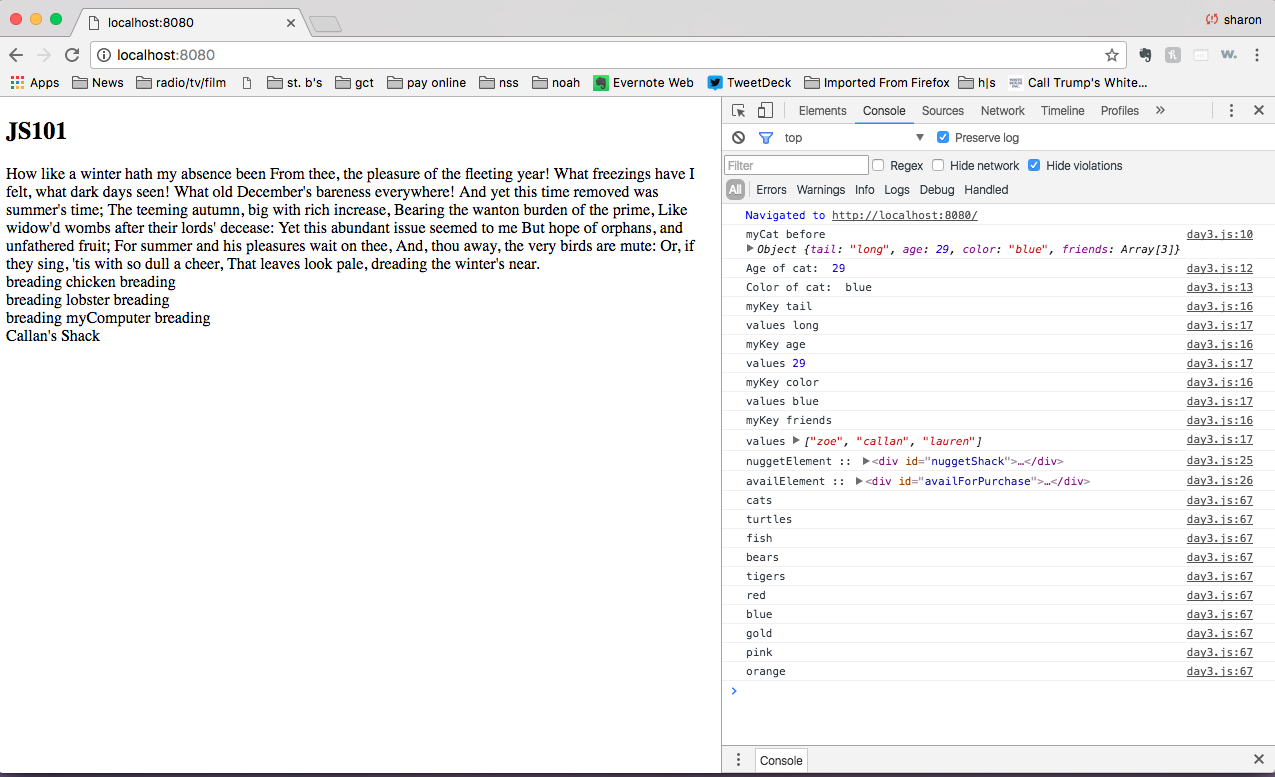 localhost:8080
sharon
localhost:8080
Apps News radio/tv/film st. b's gct pay online nss noah Evernote Web TweetDeck Imported From Firefox h|s Call Trump's White...
JS101
How like a winter hath my absence been From thee, the pleasure of the fleeting year! What freezings have I
felt, what dark days seen! What old December's bareness everywhere! And yet this time removed was
summer's time; The teeming autumn, big with rich increase, Bearing the wanton burden of the prime, Like
widow'd wombs after their lords' decease: Yet this abundant issue seemed to me But hope of orphans, and
unfathered fruit; For summer and his pleasures wait on thee, And, thou away, the very birds are mute: Or, if
they sing, 'tis with so dull a cheer, That leaves look pale, dreading the winter's near.
breading chicken breading
breading lobster breading
breading myComputer breading
Callan's Shack
Elements Console Sources Network Timeline Profiles »
top Preserve log
Filter Regex Hide network Hide violations
All Errors Warnings Info Logs Debug Handled
Navigated to http://localhost:8080/
myCat before day3.js:10
Object {tail: "long", age: 29, color: "blue", friends: Array[3]}
Age of cat: 29 day3.js:12
Color of cat: blue day3.js:13
myKey tail day3.js:16
values long day3.js:17
myKey age day3.js:16
values 29 day3.js:17
myKey color day3.js:16
values blue day3.js:17
myKey friends day3.js:16
values ["zoe", "callan", "lauren"] day3.js:17
nuggetElement :: <div id="nuggetShack">…</div> day3.js:25
availElement :: <div id="availForPurchase">…</div> day3.js:26
cats day3.js:67
turtles day3.js:67
fish day3.js:67
bears day3.js:67
tigers day3.js:67
red day3.js:67
blue day3.js:67
gold day3.js:67
pink day3.js:67
orange day3.js:67
Console